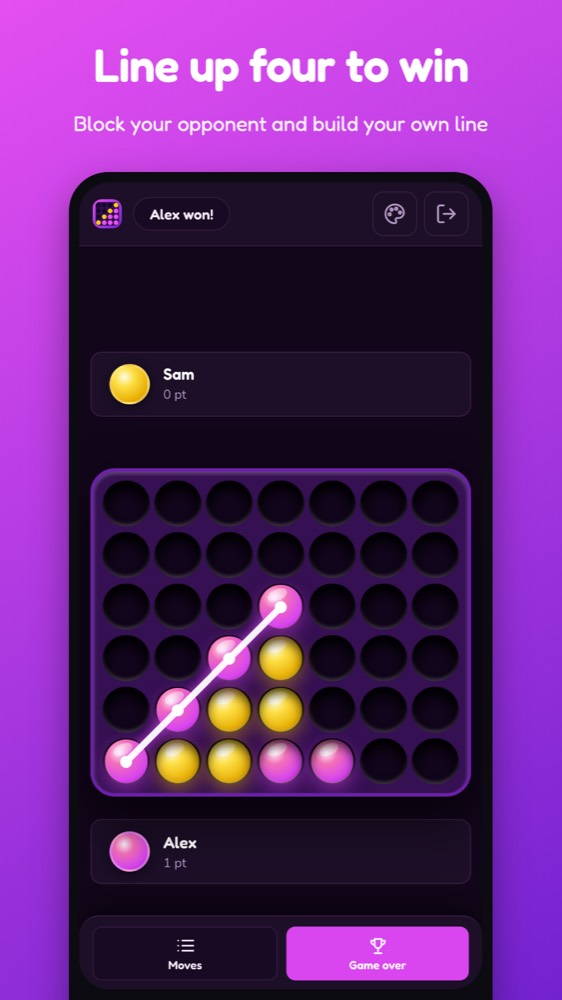 Line up four to win
Block your opponent and build your own line
Alex won!
Sam
0 pt
Alex
1 pt
Moves
Game over